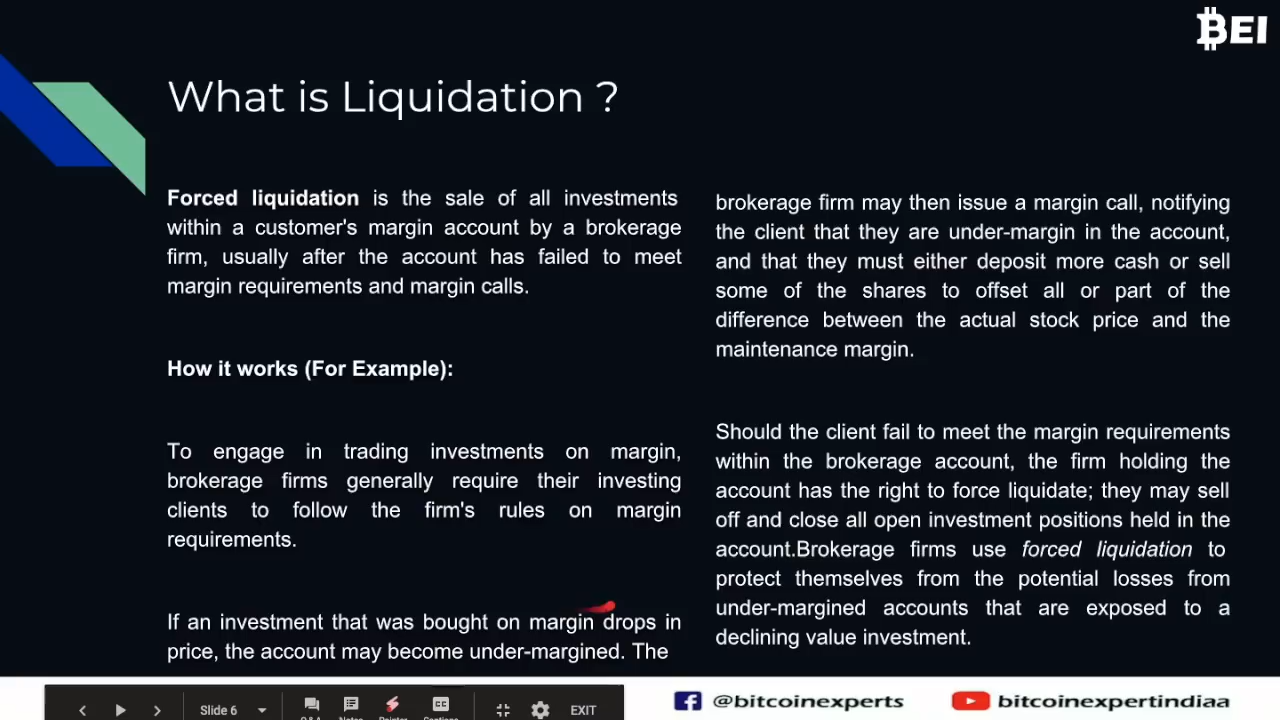 BEI
What is Liquidation ?
Forced liquidation is the sale of all investments
within a customer's margin account by a brokerage
firm, usually after the account has failed to meet
margin requirements and margin calls.
How it works (For Example):
To engage in trading investments on margin,
brokerage firms generally require their investing
clients to follow the firm's rules on margin
requirements.
If an investment that was bought on margin drops in
price, the account may become under-margined. The
brokerage firm may then issue a margin call, notifying
the client that they are under-margin in the account,
and that they must either deposit more cash or sell
some of the shares to offset all or part of the
difference between the actual stock price and the
maintenance margin.
Should the client fail to meet the margin requirements
within the brokerage account, the firm holding the
account has the right to force liquidate; they may sell
off and close all open investment positions held in the
account.Brokerage firms use forced liquidation to
protect themselves from the potential losses from
under-margined accounts that are exposed to a
declining value investment.
Slide 6
EXIT
@bitcoinexperts
bitcoinexpertindiaa